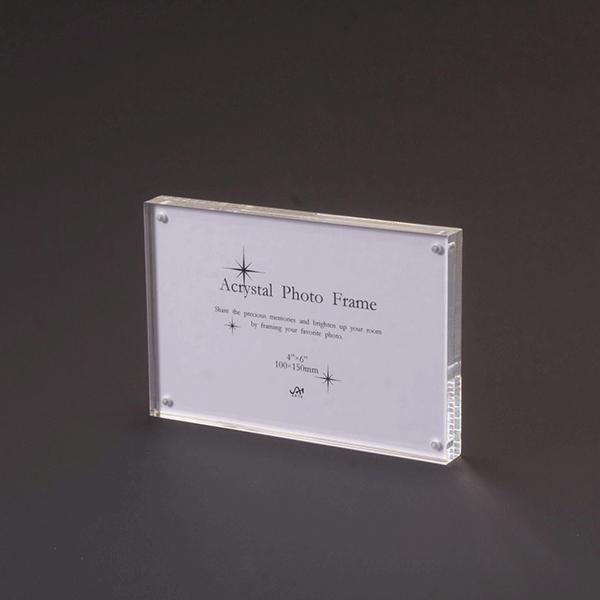 Acrystal Photo Frame
Share the precious memories and brighten up your room
by framing your favorite photo.
4"×6"
100×150mm